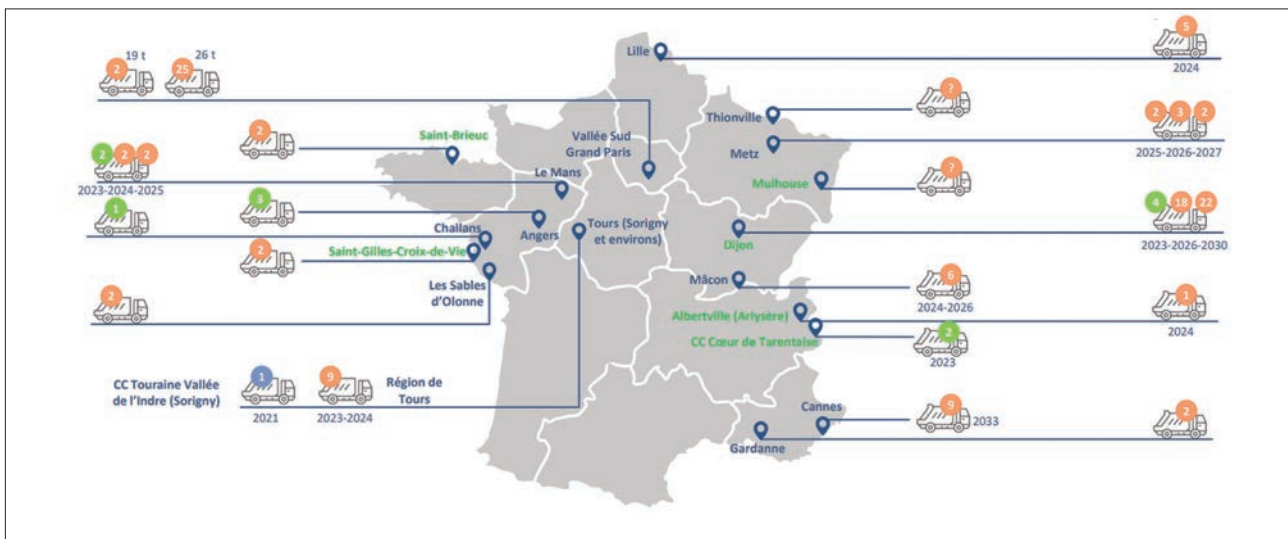 19 t
26 t
2
25
Lille
5
2024
Saint-Brieuc
2
Vallée Sud
Grand Paris
Thionville
?
Metz
2 3 2
2025-2026-2027
2 2 2
2023-2024-2025
Le Mans
Mulhouse
?
1
3
Challans
Angers
Tours (Sorigny
et environs)
Dijon
4 18 22
2023-2026-2030
2
Saint-Gilles-Croix-de-Vie
Les Sables
d'Olonne
2
Mâcon
6
2024-2026
Albertville (Arlysère)
1
2024
CC Cœur de Tarentaise
2
2023
CC Touraine Vallée
de l'Indre (Sorigny)
1
2021
9
2023-2024
Région de
Tours
Cannes
9
2033
Gardanne
2